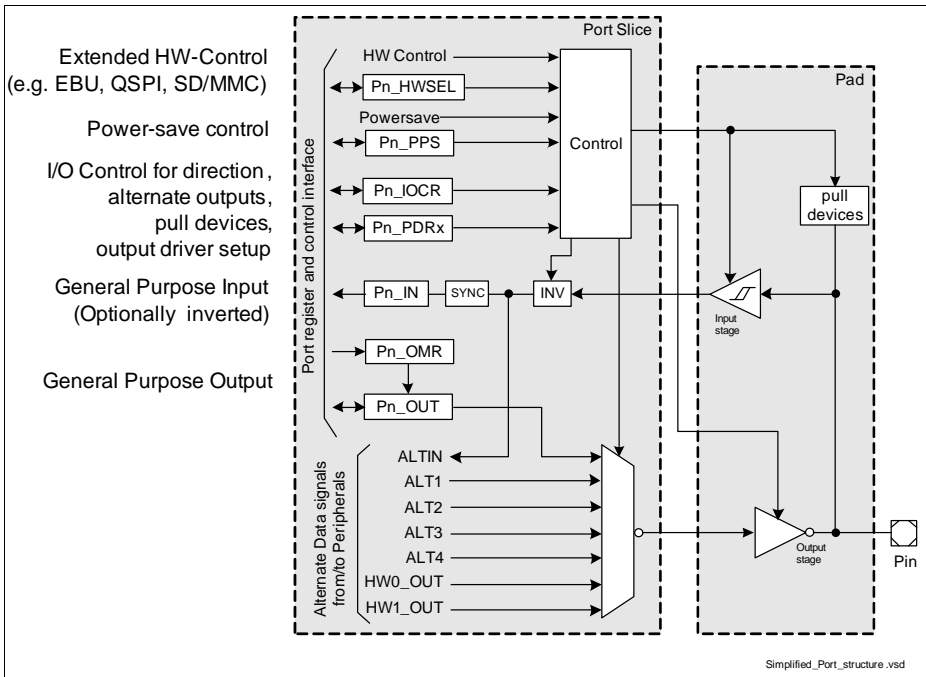 Port Slice
Pad
Extended HW-Control
(e.g. EBU, QSPI, SD/MMC)
Power-save control
I/O Control for direction,
alternate outputs,
pull devices,
output driver setup
General Purpose Input
(Optionally inverted)
General Purpose Output
Port register and control interface
HW Control
Pn_HWSEL
Powersave
Pn_PPS
Pn_IOCR
Pn_PDRx
Control
pull
devices
Pn_IN
SYNC
INV
Input
stage
Pn_OMR
Pn_OUT
Alternate Data signals
from/to Peripherals
ALTIN
ALT1
ALT2
ALT3
ALT4
HW0_OUT
HW1_OUT
Output
stage
Pin
Simplified_Port_structure.vsd